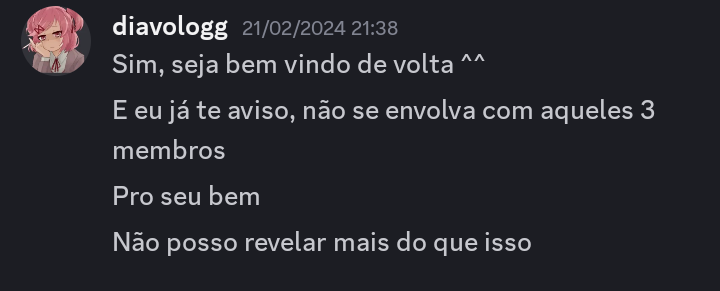 diavologg 21/02/2024 21:38
Sim, seja bem vindo de volta ^^
E eu já te aviso, não se envolva com aqueles 3
membros
Pro seu bem
Não posso revelar mais do que isso